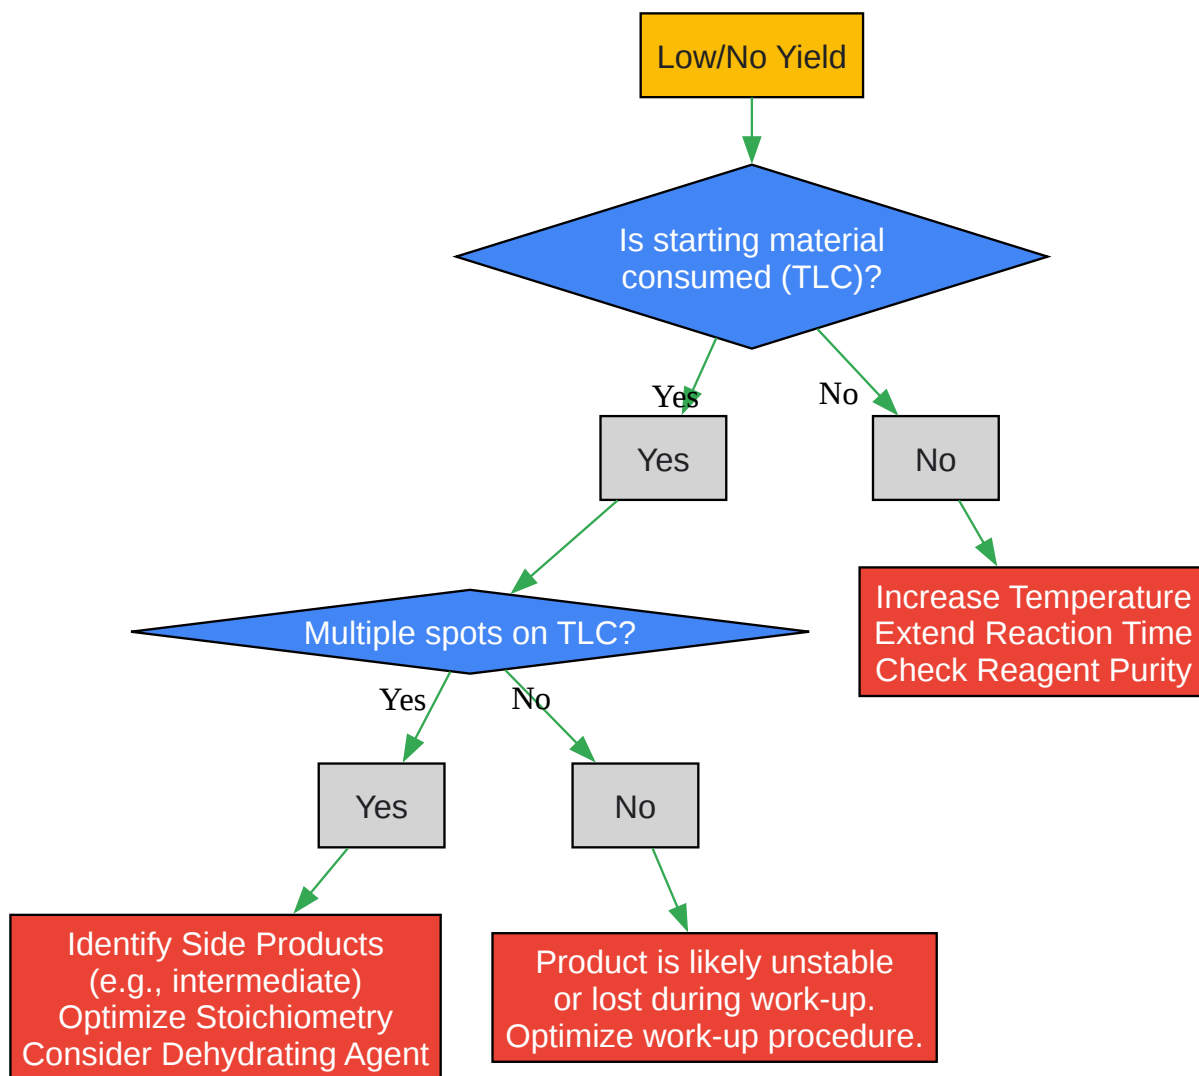 Low/No Yield
Is starting material
consumed (TLC)?
Yes
No
Yes
No
Increase Temperature
Extend Reaction Time
Check Reagent Purity
Multiple spots on TLC?
Yes
No
Yes
No
Identify Side Products
(e.g., intermediate)
Optimize Stoichiometry
Consider Dehydrating Agent
Product is likely unstable
or lost during work-up.
Optimize work-up procedure.